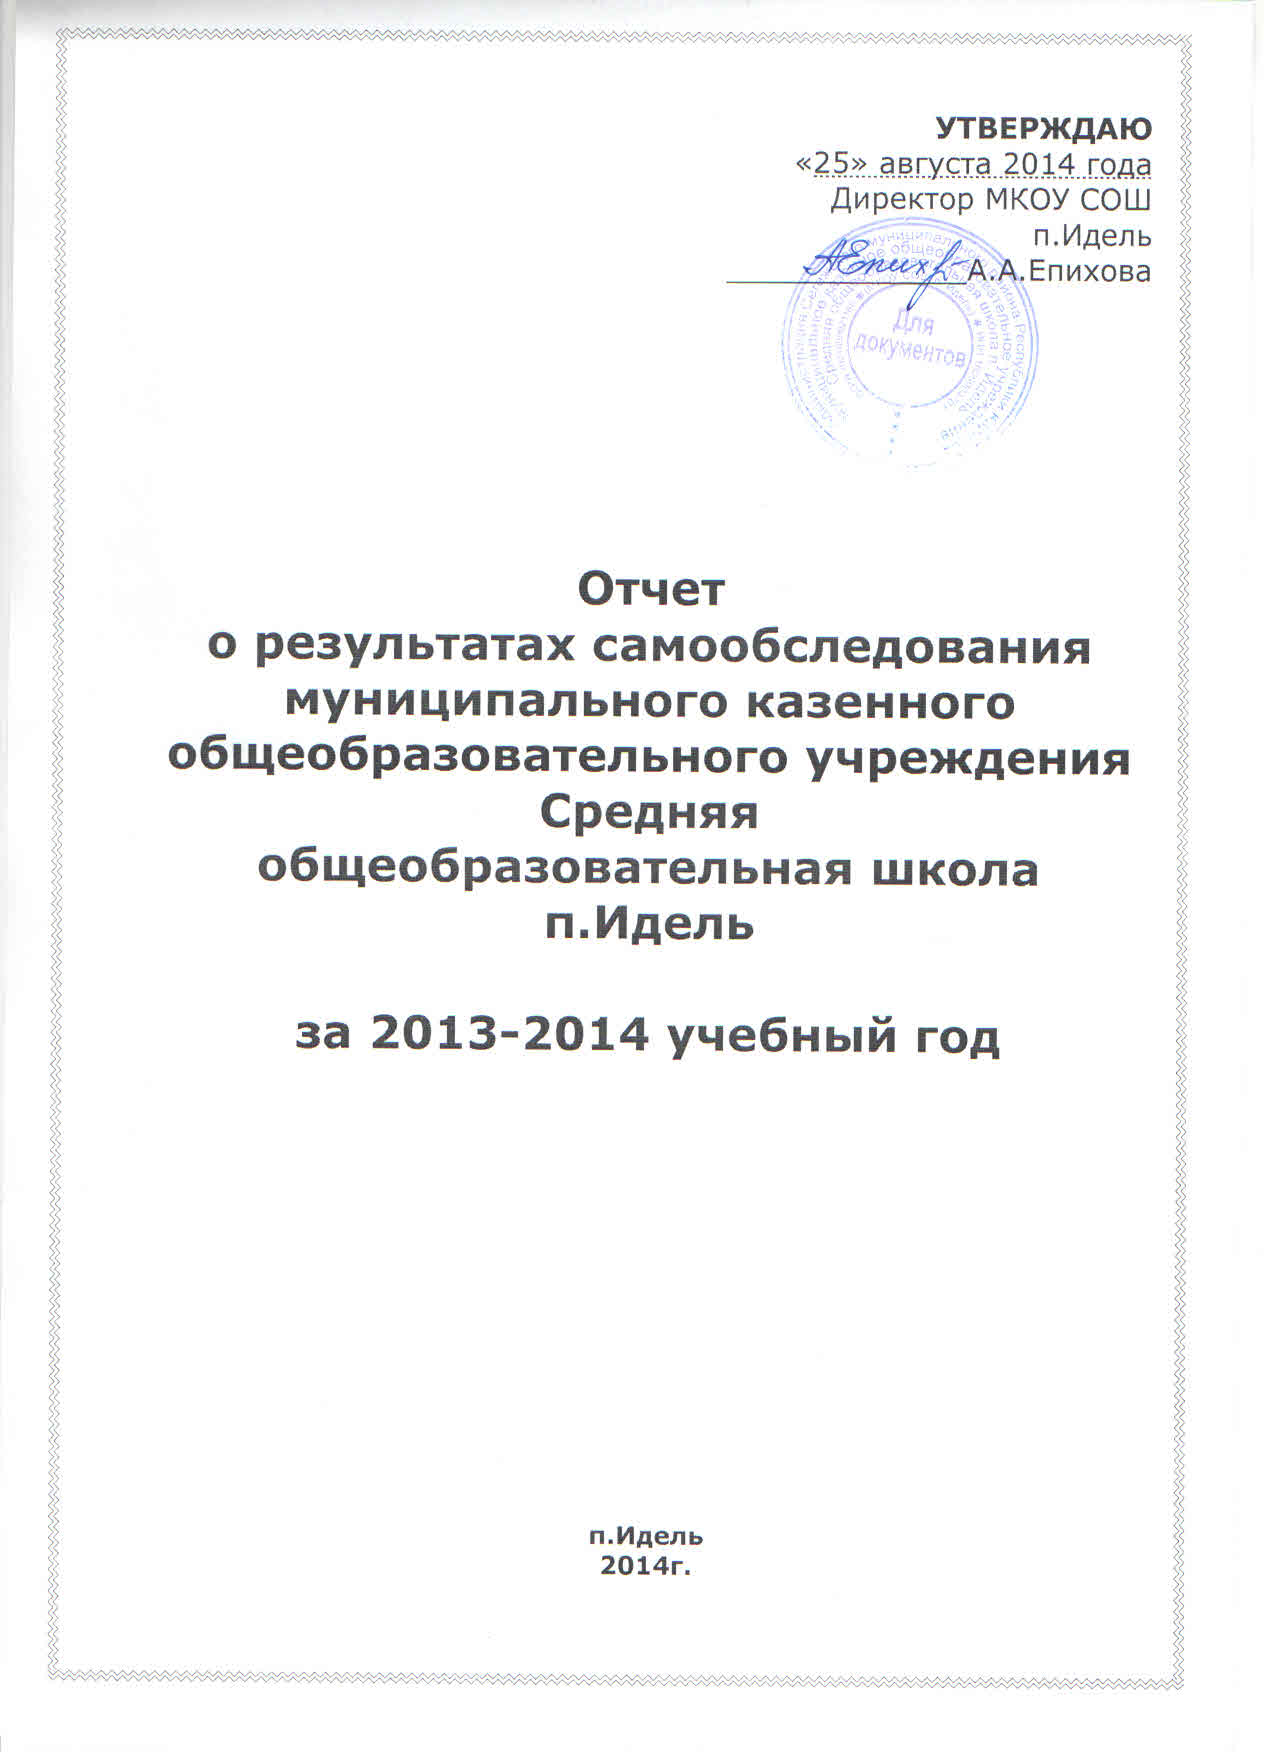 УТВЕРЖДАЮ
«25» августа 2014 года
Директор МКОУ СОШ
п.Идель
А.А.Епихова
Для
документов
Отчет
о результатах самообследования
муниципального казенного
общеобразовательного учреждения
Средняя
общеобразовательная школа
п.Идель
за 2013-2014 учебный год
п.Идель
2014г.